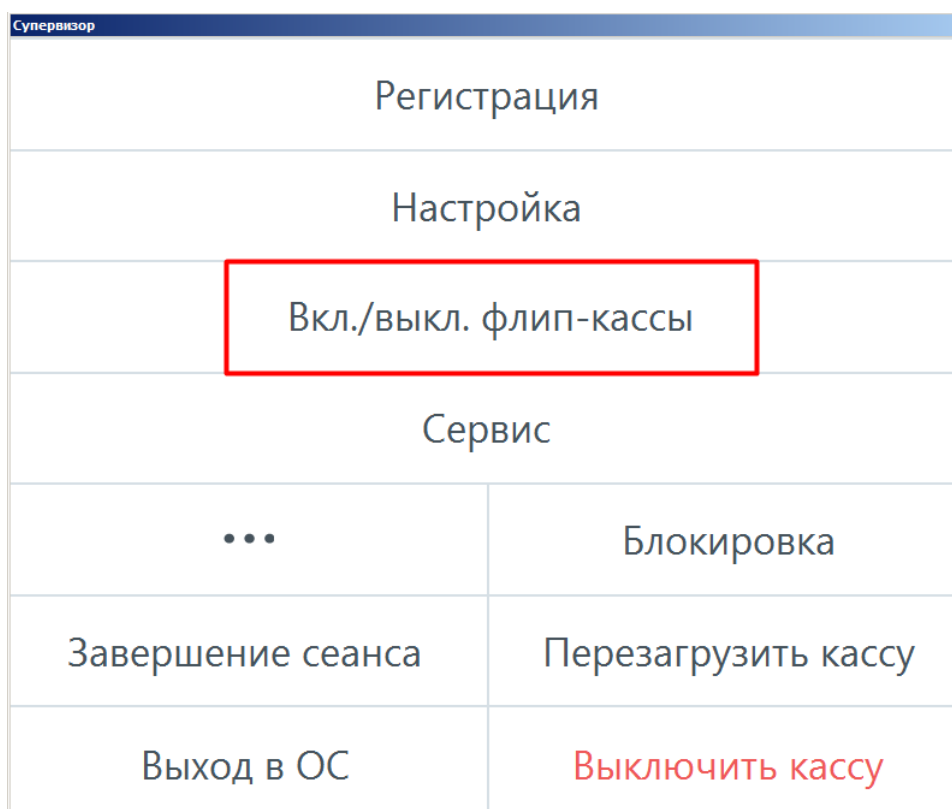 Супервизор
Регистрация
Настройка
Вкл./выкл. флип-кассы
Сервис
•••
Блокировка
Завершение сеанса
Перезагрузить кассу
Выход в ОС
Выключить кассу